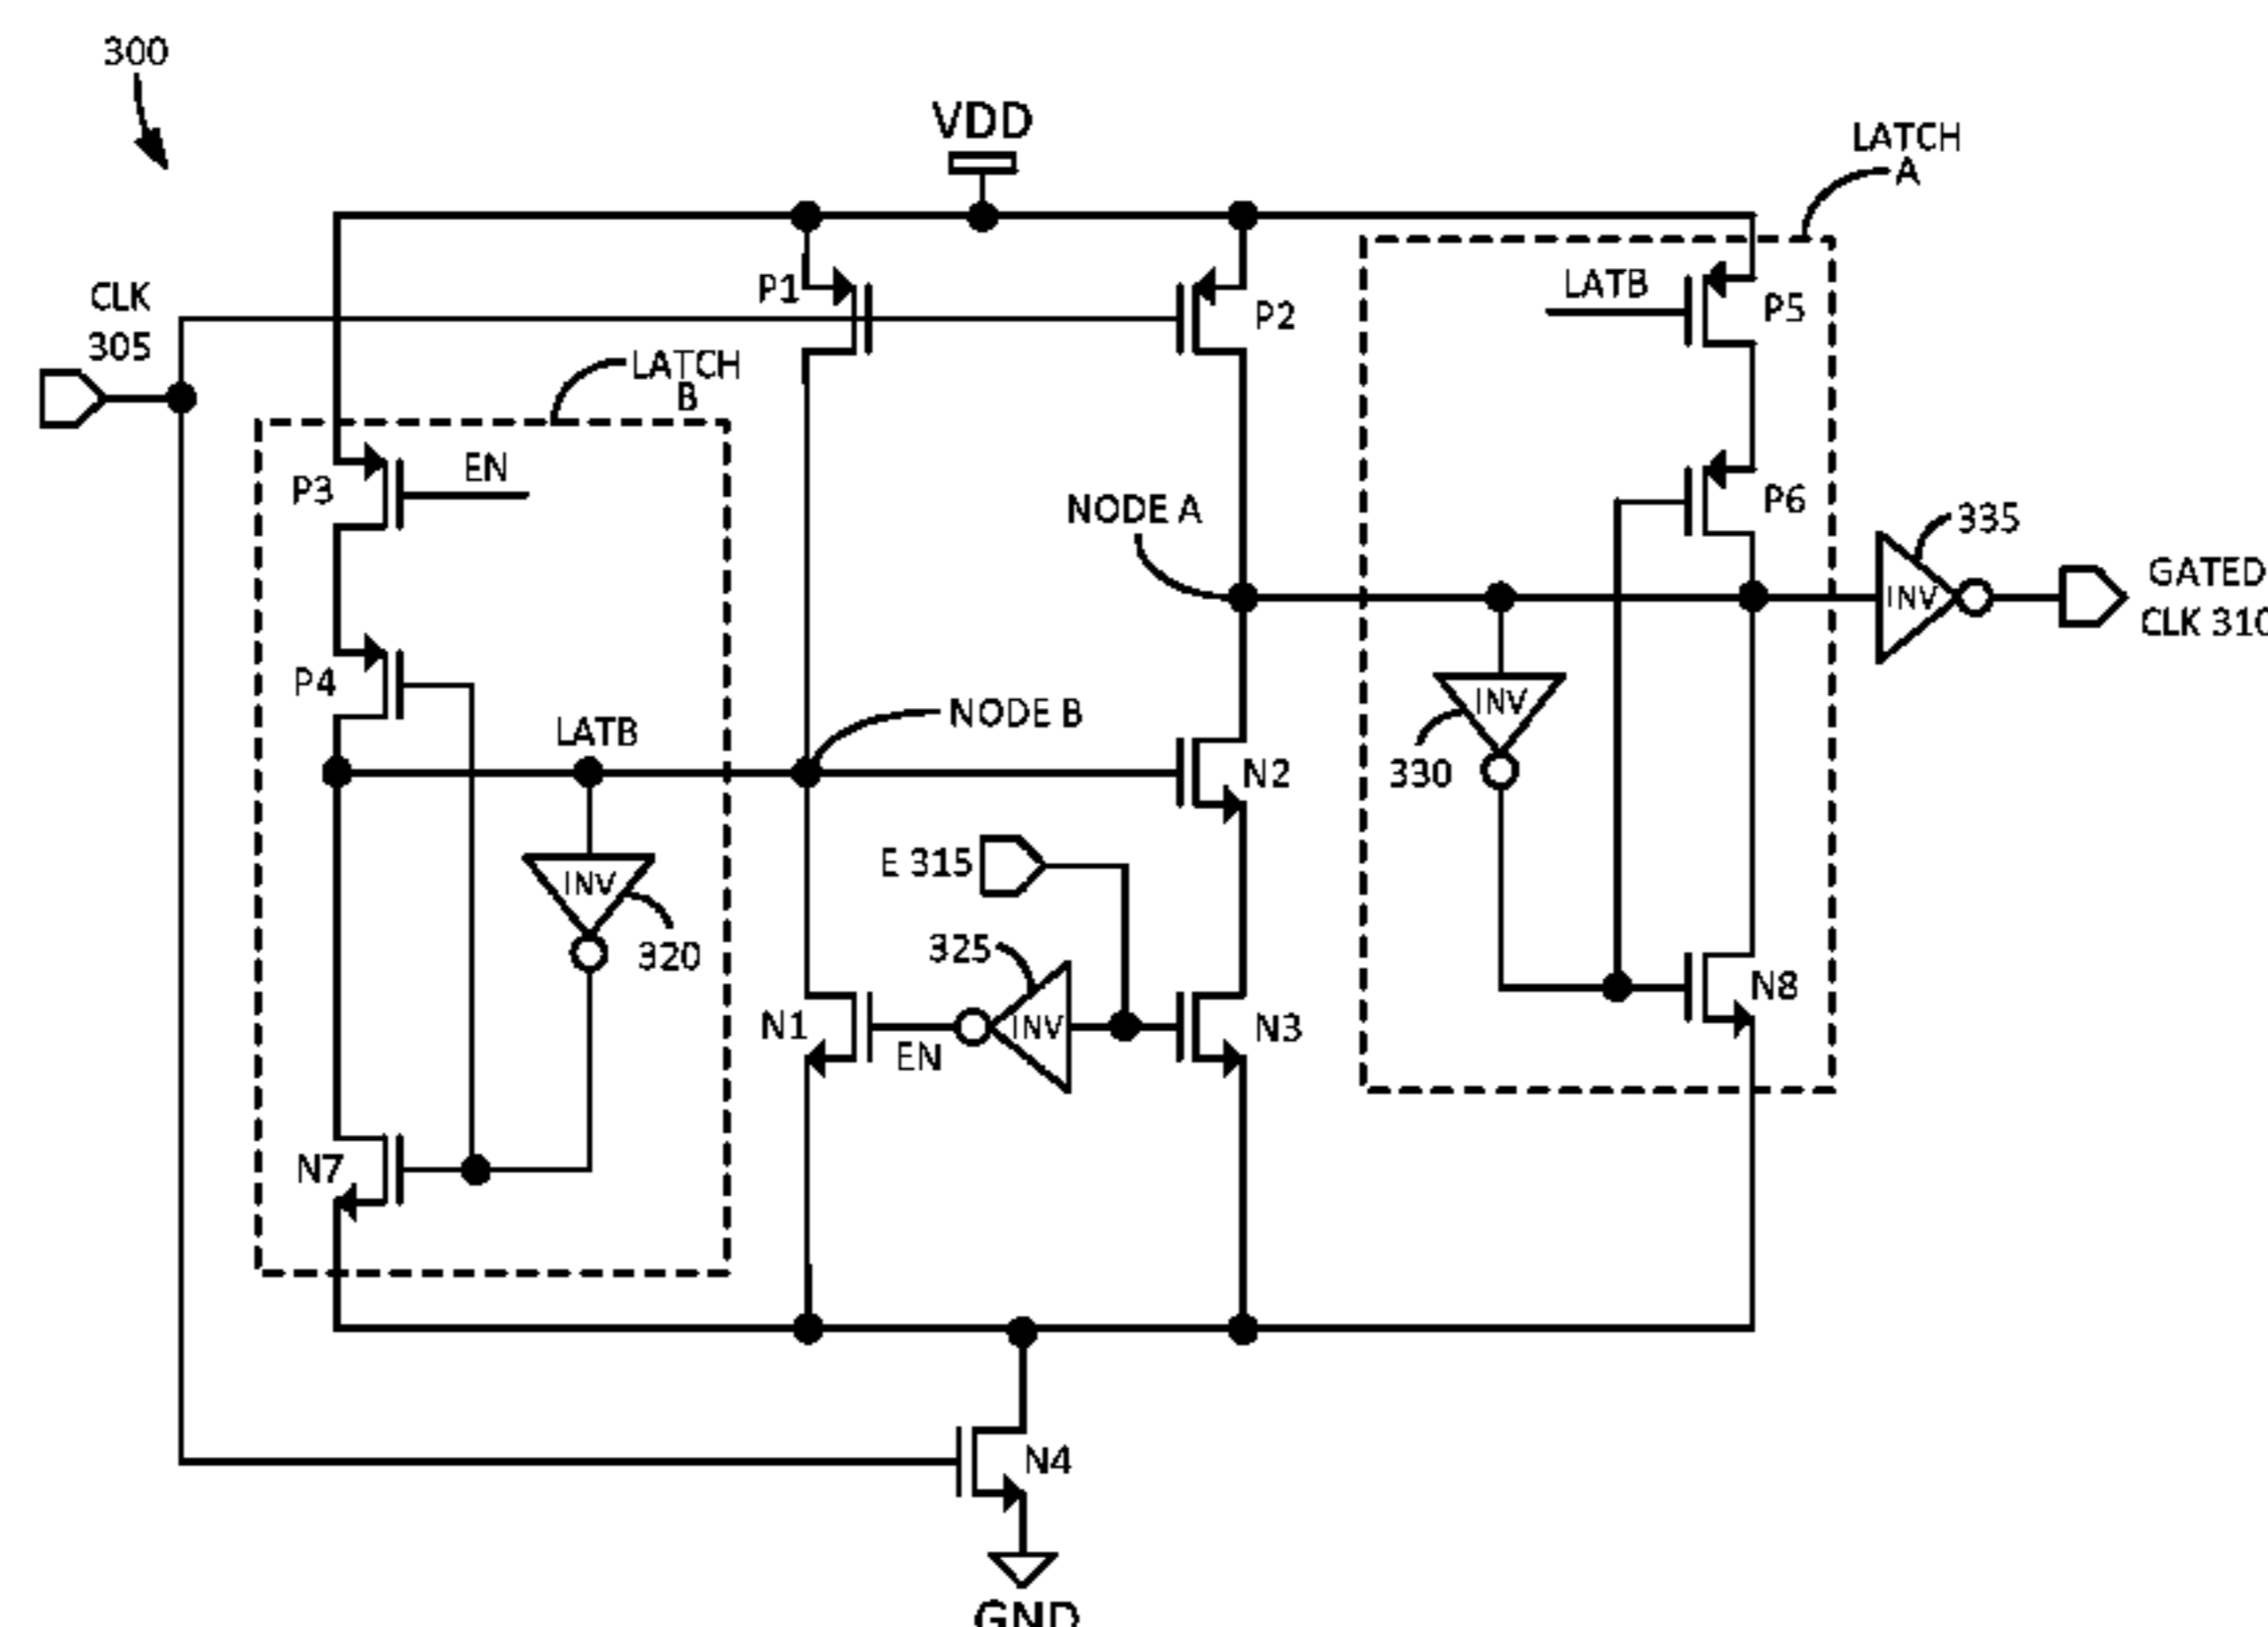 300
VDD
LATCH
A
P1
LATB
P5
CLK
305
P2
LATCH
B
P3
EN
NODE A
P6
335
INV
GATED
CLK 310
P4
LATB
NODE B
N2
INV
330
E 315
INV
320
325
N1
EN
INV
N3
N8
N7
N4
GND